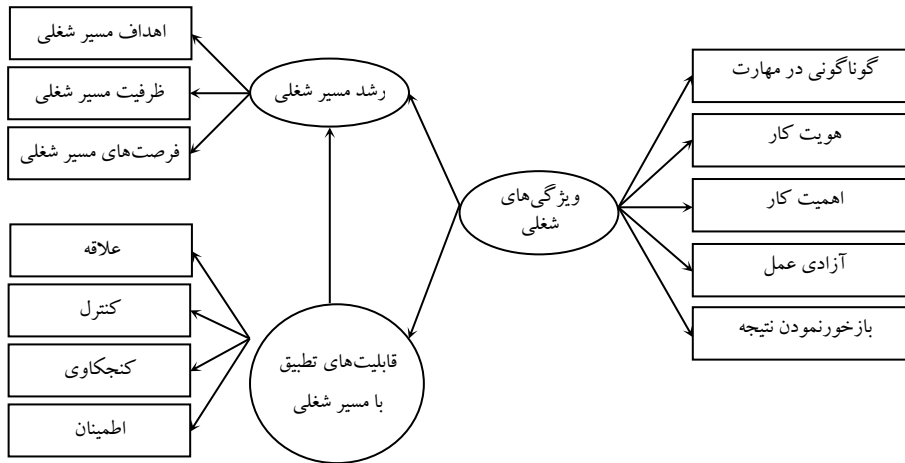 گوناگونی در مهارت
هویت کار
اهمیت کار
آزادی عمل
بازخورنمودن نتیجه
ویژگی‌های
شغلی
رشد مسیر شغلی
اهداف مسیر شغلی
ظرفیت مسیر شغلی
فرصت‌های مسیر شغلی
قابلیت‌های تطبیق
با مسیر شغلی
علاقه
کنترل
کنجکاوی
اطمینان